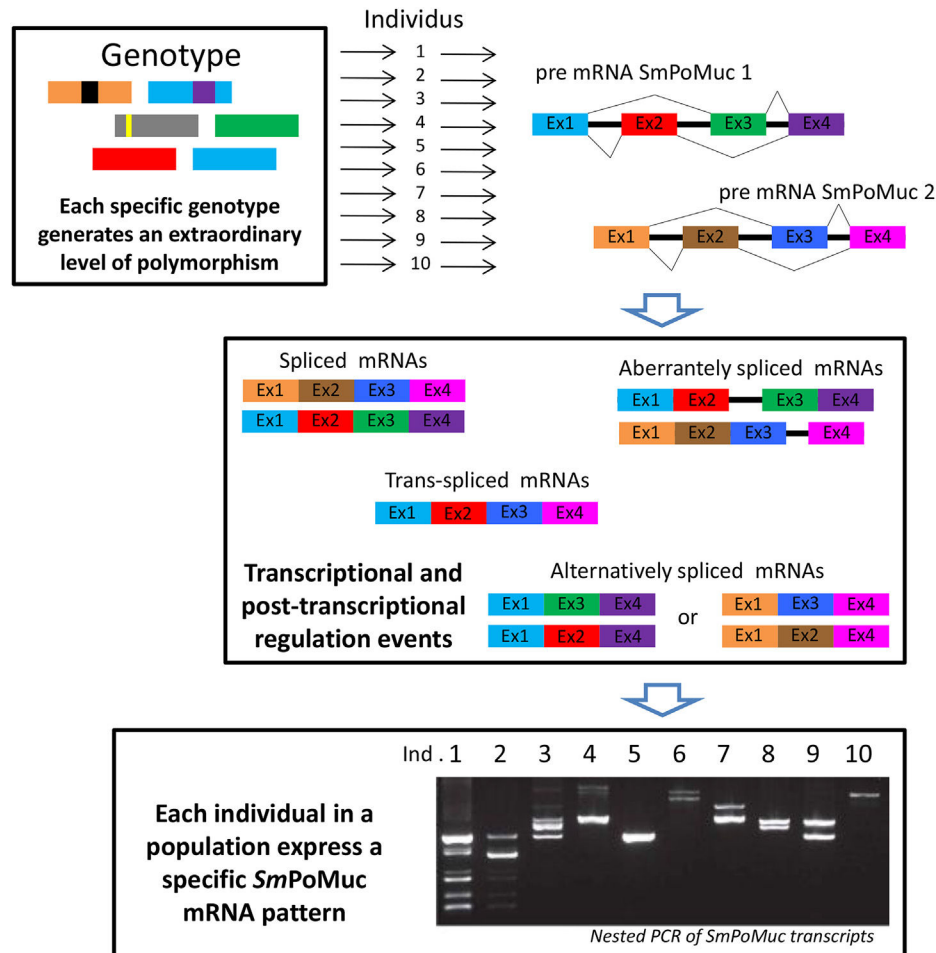 Individus
Genotype
Each specific genotype
generates an extraordinary
level of polymorphism
1
2
3
4
5
6
7
8
9
10
pre mRNA SmPoMuc 1
Ex1 Ex2 Ex3 Ex4
pre mRNA SmPoMuc 2
Ex1 Ex2 Ex3 Ex4
Spliced mRNAs
Ex1 Ex2 Ex3 Ex4
Ex1 Ex2 Ex3 Ex4
Aberrantely spliced mRNAs
Ex1 Ex2 Ex3 Ex4
Ex1 Ex2 Ex3 Ex4
Trans-spliced mRNAs
Ex1 Ex2 Ex3 Ex4
Transcriptional and
post-transcriptional
regulation events
Alternatively spliced mRNAs
Ex1 Ex3 Ex4
Ex1 Ex2 Ex4
or
Ex1 Ex3 Ex4
Ex1 Ex2 Ex4
Ind . 1 2 3 4 5 6 7 8 9 10
Each individual in a
population express a
specific SmPoMuc
mRNA pattern
Nested PCR of SmPoMuc transcripts